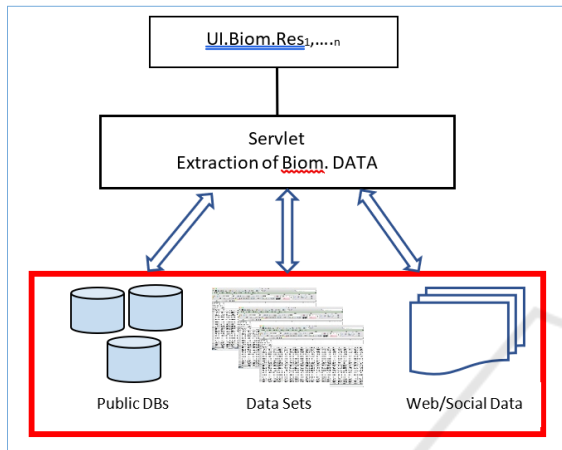 UI.Biom.Res1,....n
Servlet
Extraction of Biom. DATA
Public DBs
Data Sets
Web/Social Data